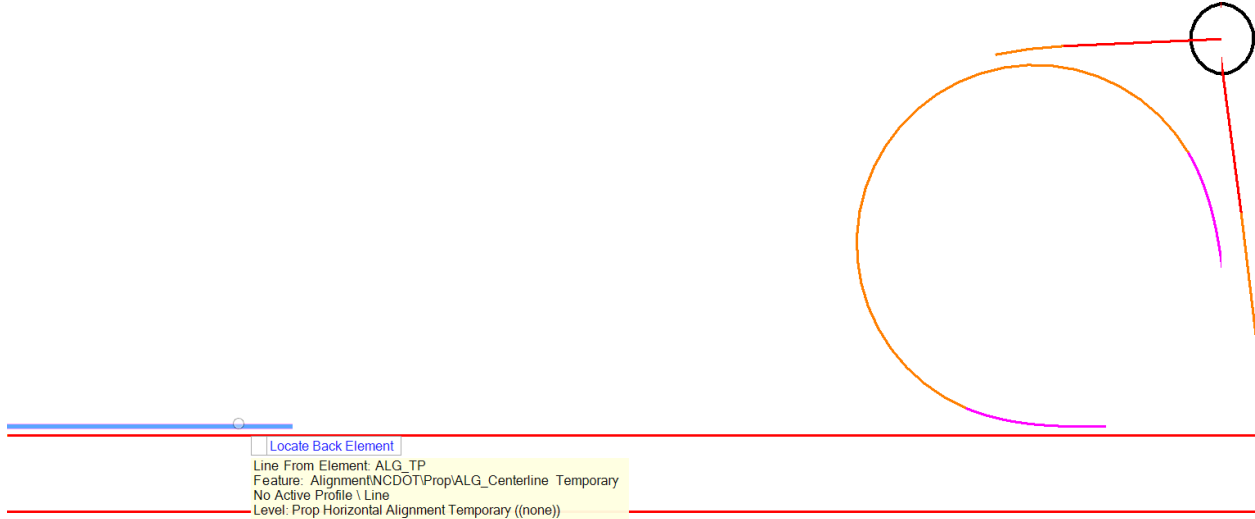 Locate Back Element
Line From Element: ALG_TP
Feature: Alignment\NCDOT\Prop\ALG_Centerline Temporary
No Active Profile \ Line
Level: Prop Horizontal Alignment Temporary ((none))